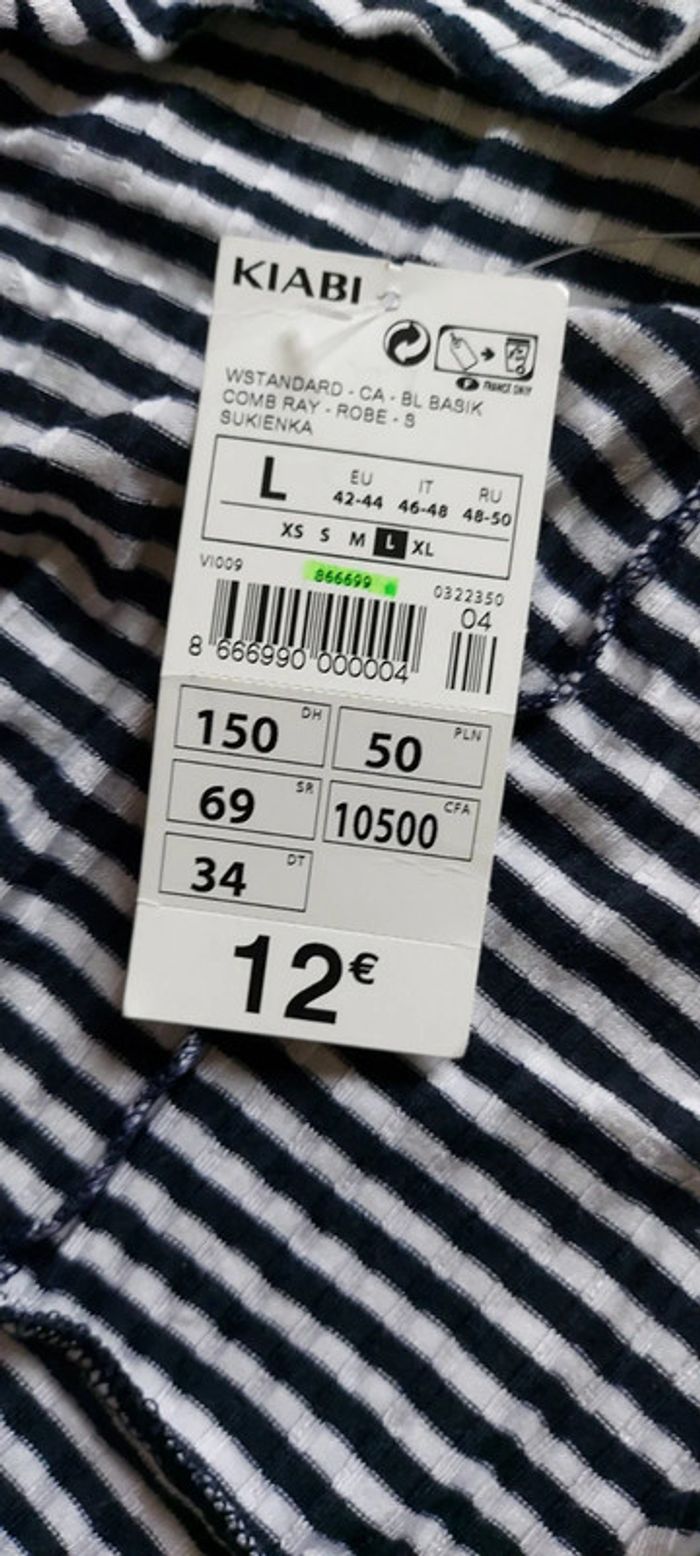 KIABI
FRANCE ONLY
WSTANDARD - CA - BL BASIK
COMB RAY - ROBE - S
SUKIENKA
L EU IT RU
42-44 46-48 48-50
XS S M L XL
VI009 866699 0322350
04
8 666990 000004
150 DH 50 PLN
69 SR 10500 CFA
34 DT
12€